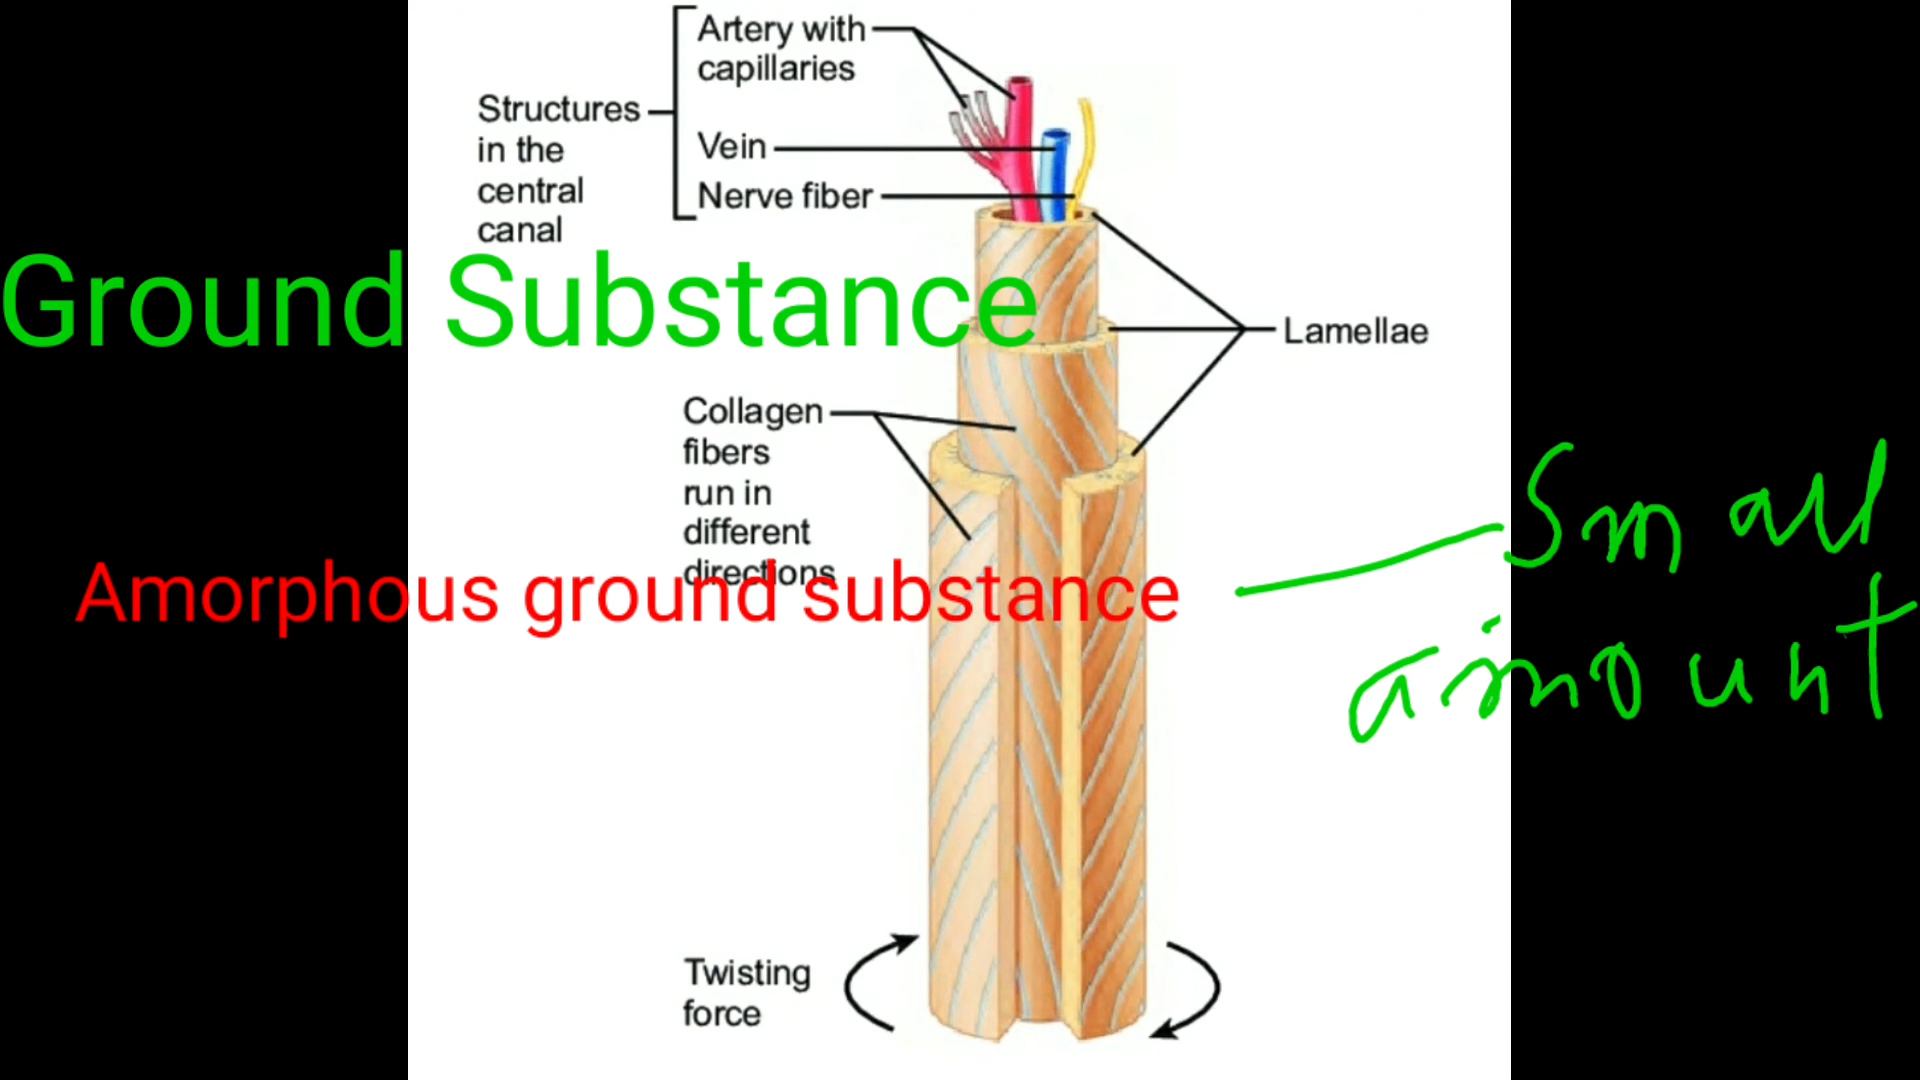 Artery with
capillaries
Structures
in the
central
canal
Vein
Nerve fiber
Ground Substance
Lamellae
Collagen
fibers
run in
different
directions
Amorphous ground substance
Small
amount
Twisting
force